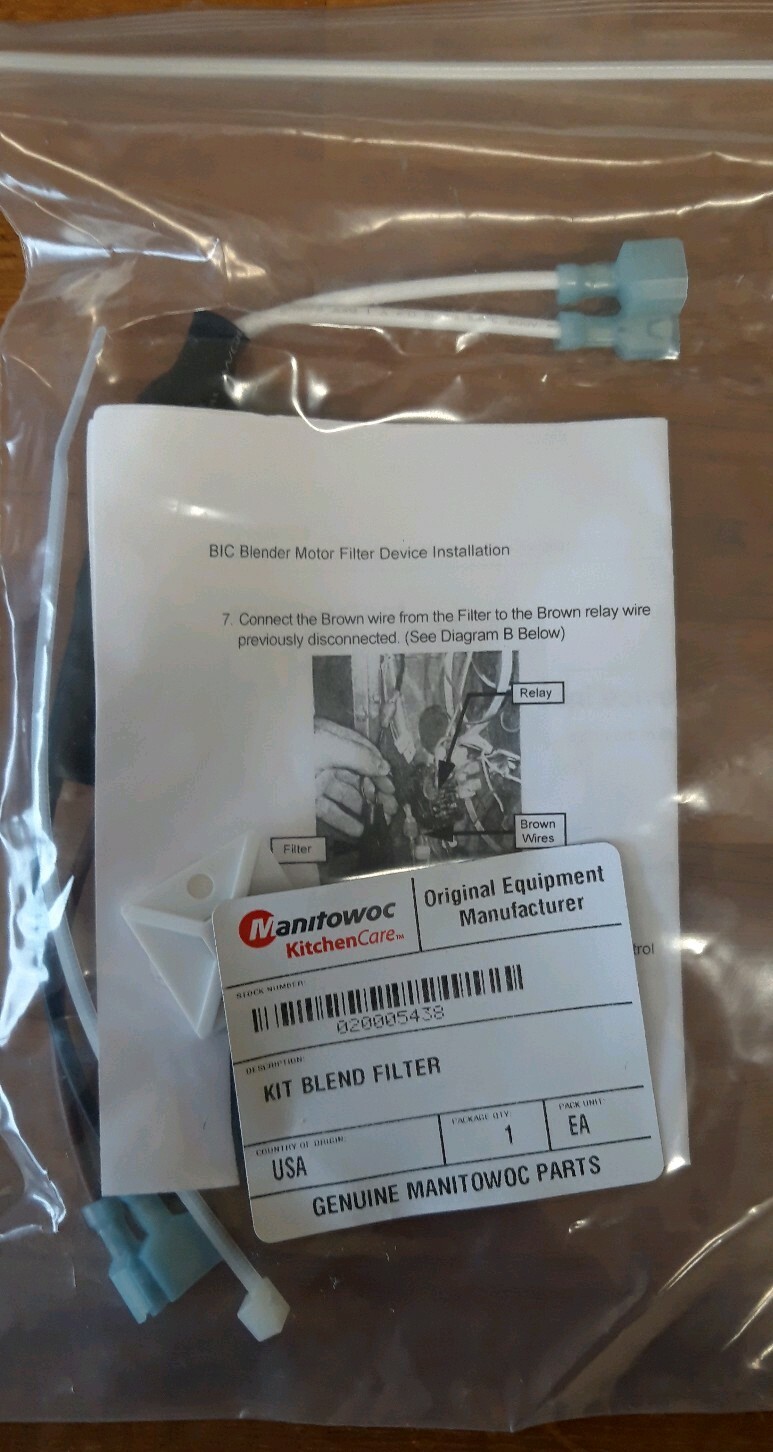 BIC Blender Motor Filter Device Installation
7. Connect the Brown wire from the Filter to the Brown relay wire
previously disconnected. (See Diagram B Below)
Relay
Brown
Wires
Filter
Manitowoc
KitchenCare™
Original Equipment
Manufacturer
trol
STOCK NUMBER:
020005438
DESCRIPTION:
KIT BLEND FILTER
COUNTRY OF ORIGIN:
USA
PACKAGE QTY:
1
PACK UNIT:
EA
GENUINE MANITOWOC PARTS